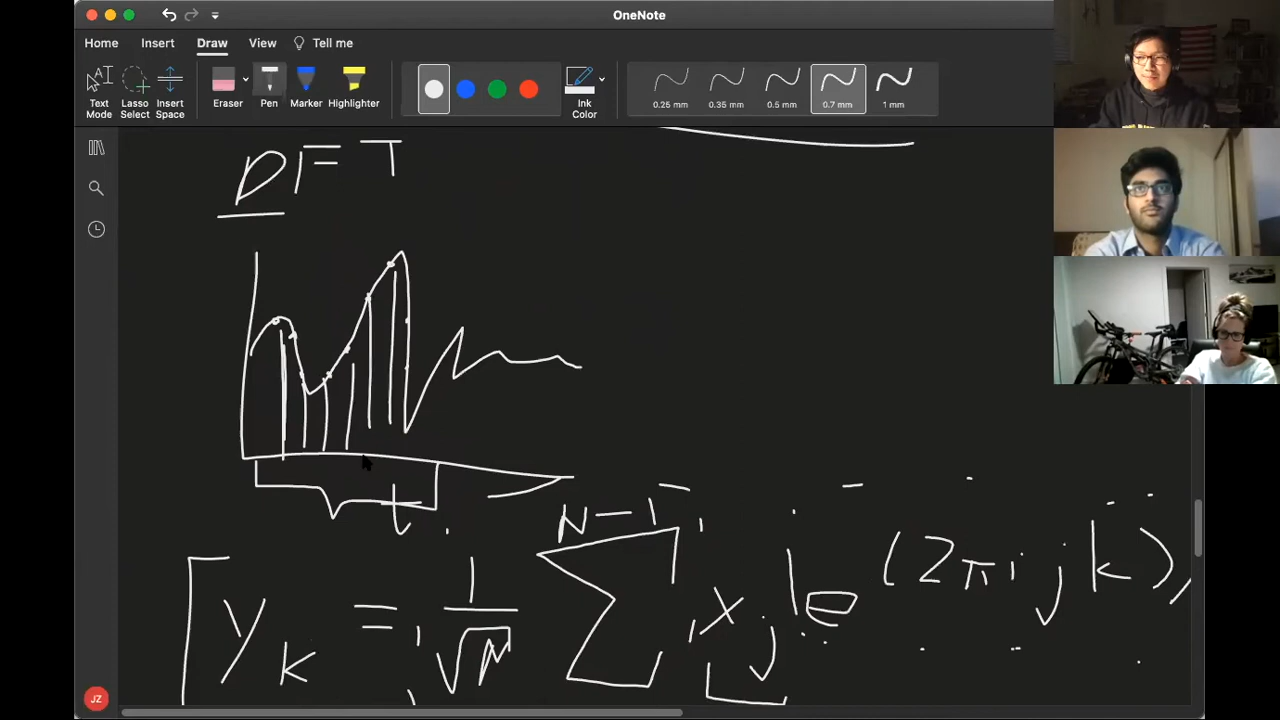 OneNote
Home Insert Draw View Tell me
Text Mode Lasso Select Insert Space Eraser Pen Marker Highlighter Ink Color 0.25 mm 0.35 mm 0.5 mm 0.7 mm 1 mm
DFT
t
N-1
y_k = 1/√N Σ x_j e^(2πi jk)
JZ